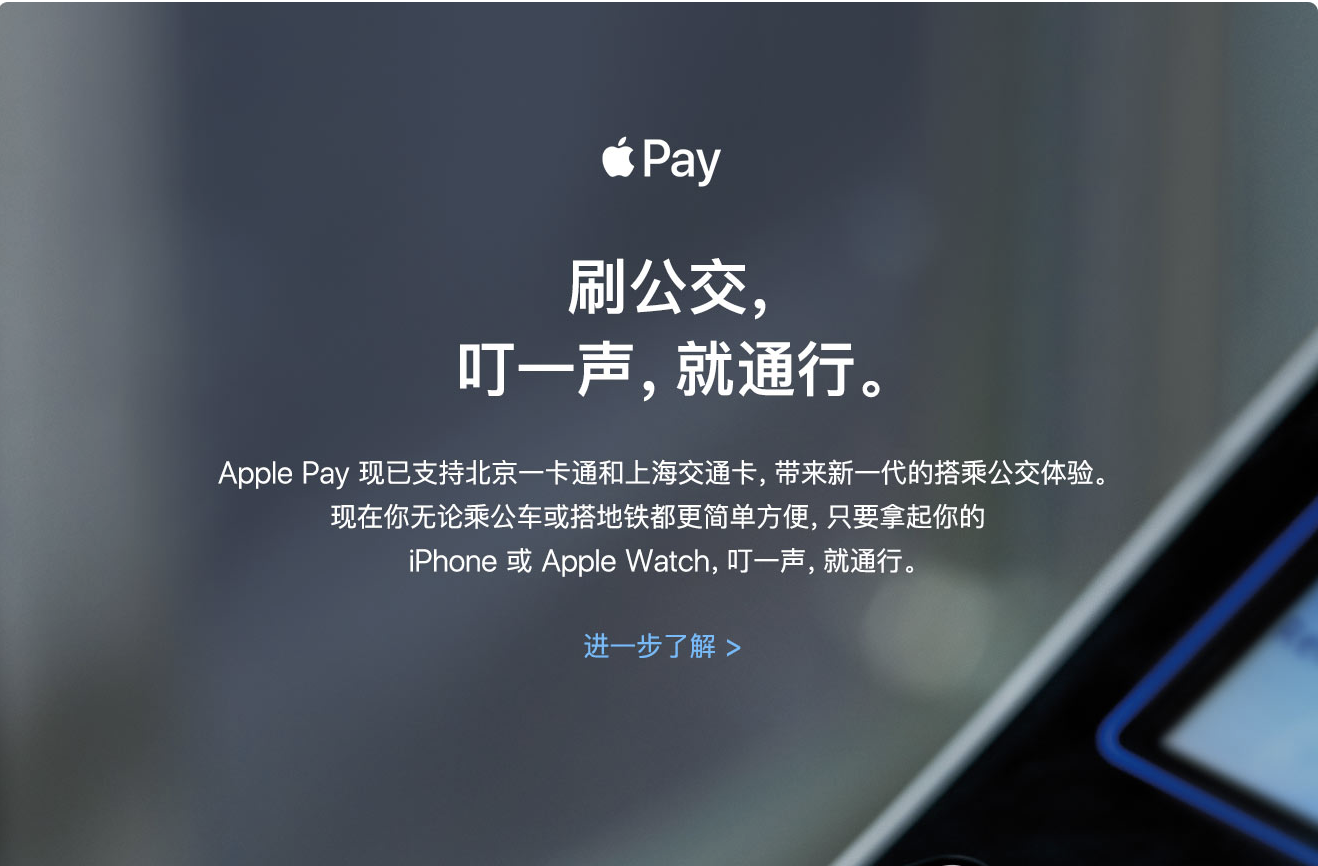 Pay
刷公交,
叮一声, 就通行。
Apple Pay 现已支持北京一卡通和上海交通卡, 带来新一代的搭乘公交体验。
现在你无论乘公车或搭地铁都更简单方便, 只要拿起你的
iPhone 或 Apple Watch, 叮一声, 就通行。
进一步了解 >